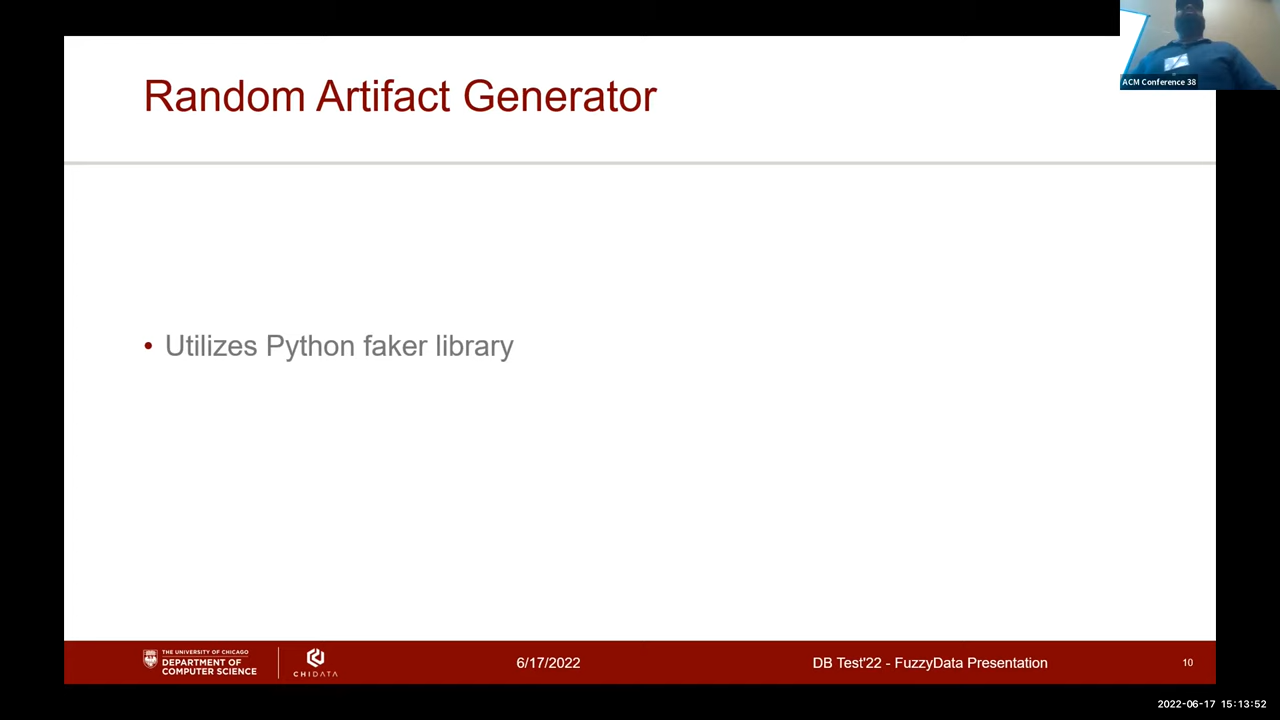 Random Artifact Generator
ACM Conference 38
• Utilizes Python faker library
THE UNIVERSITY OF CHICAGO
DEPARTMENT OF
COMPUTER SCIENCE
CHIDATA
6/17/2022
DB Test'22 - FuzzyData Presentation
10
2022-06-17 15:13:52